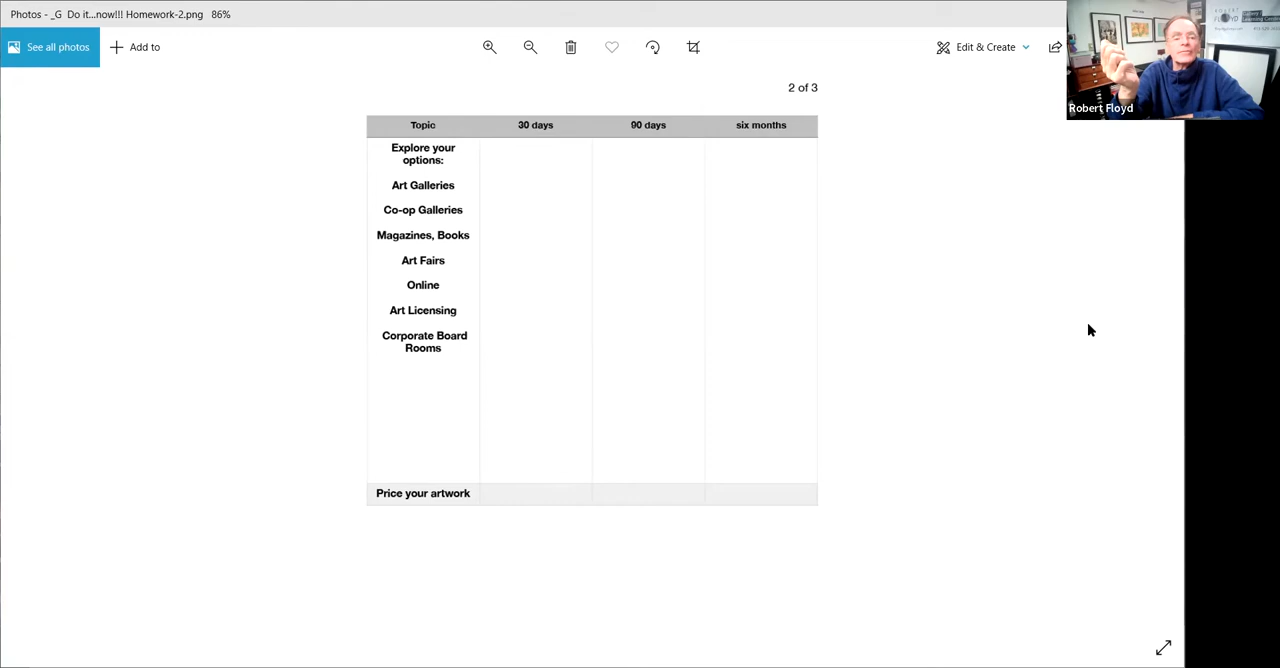 Photos - _G Do it...now!!! Homework-2.png 86%
See all photos
Add to
Edit & Create
ROBERT
Robert Floyd
2 of 3
Topic 30 days 90 days six months
Explore your
options:
Art Galleries
Co-op Galleries
Magazines, Books
Art Fairs
Online
Art Licensing
Corporate Board
Rooms
Price your artwork